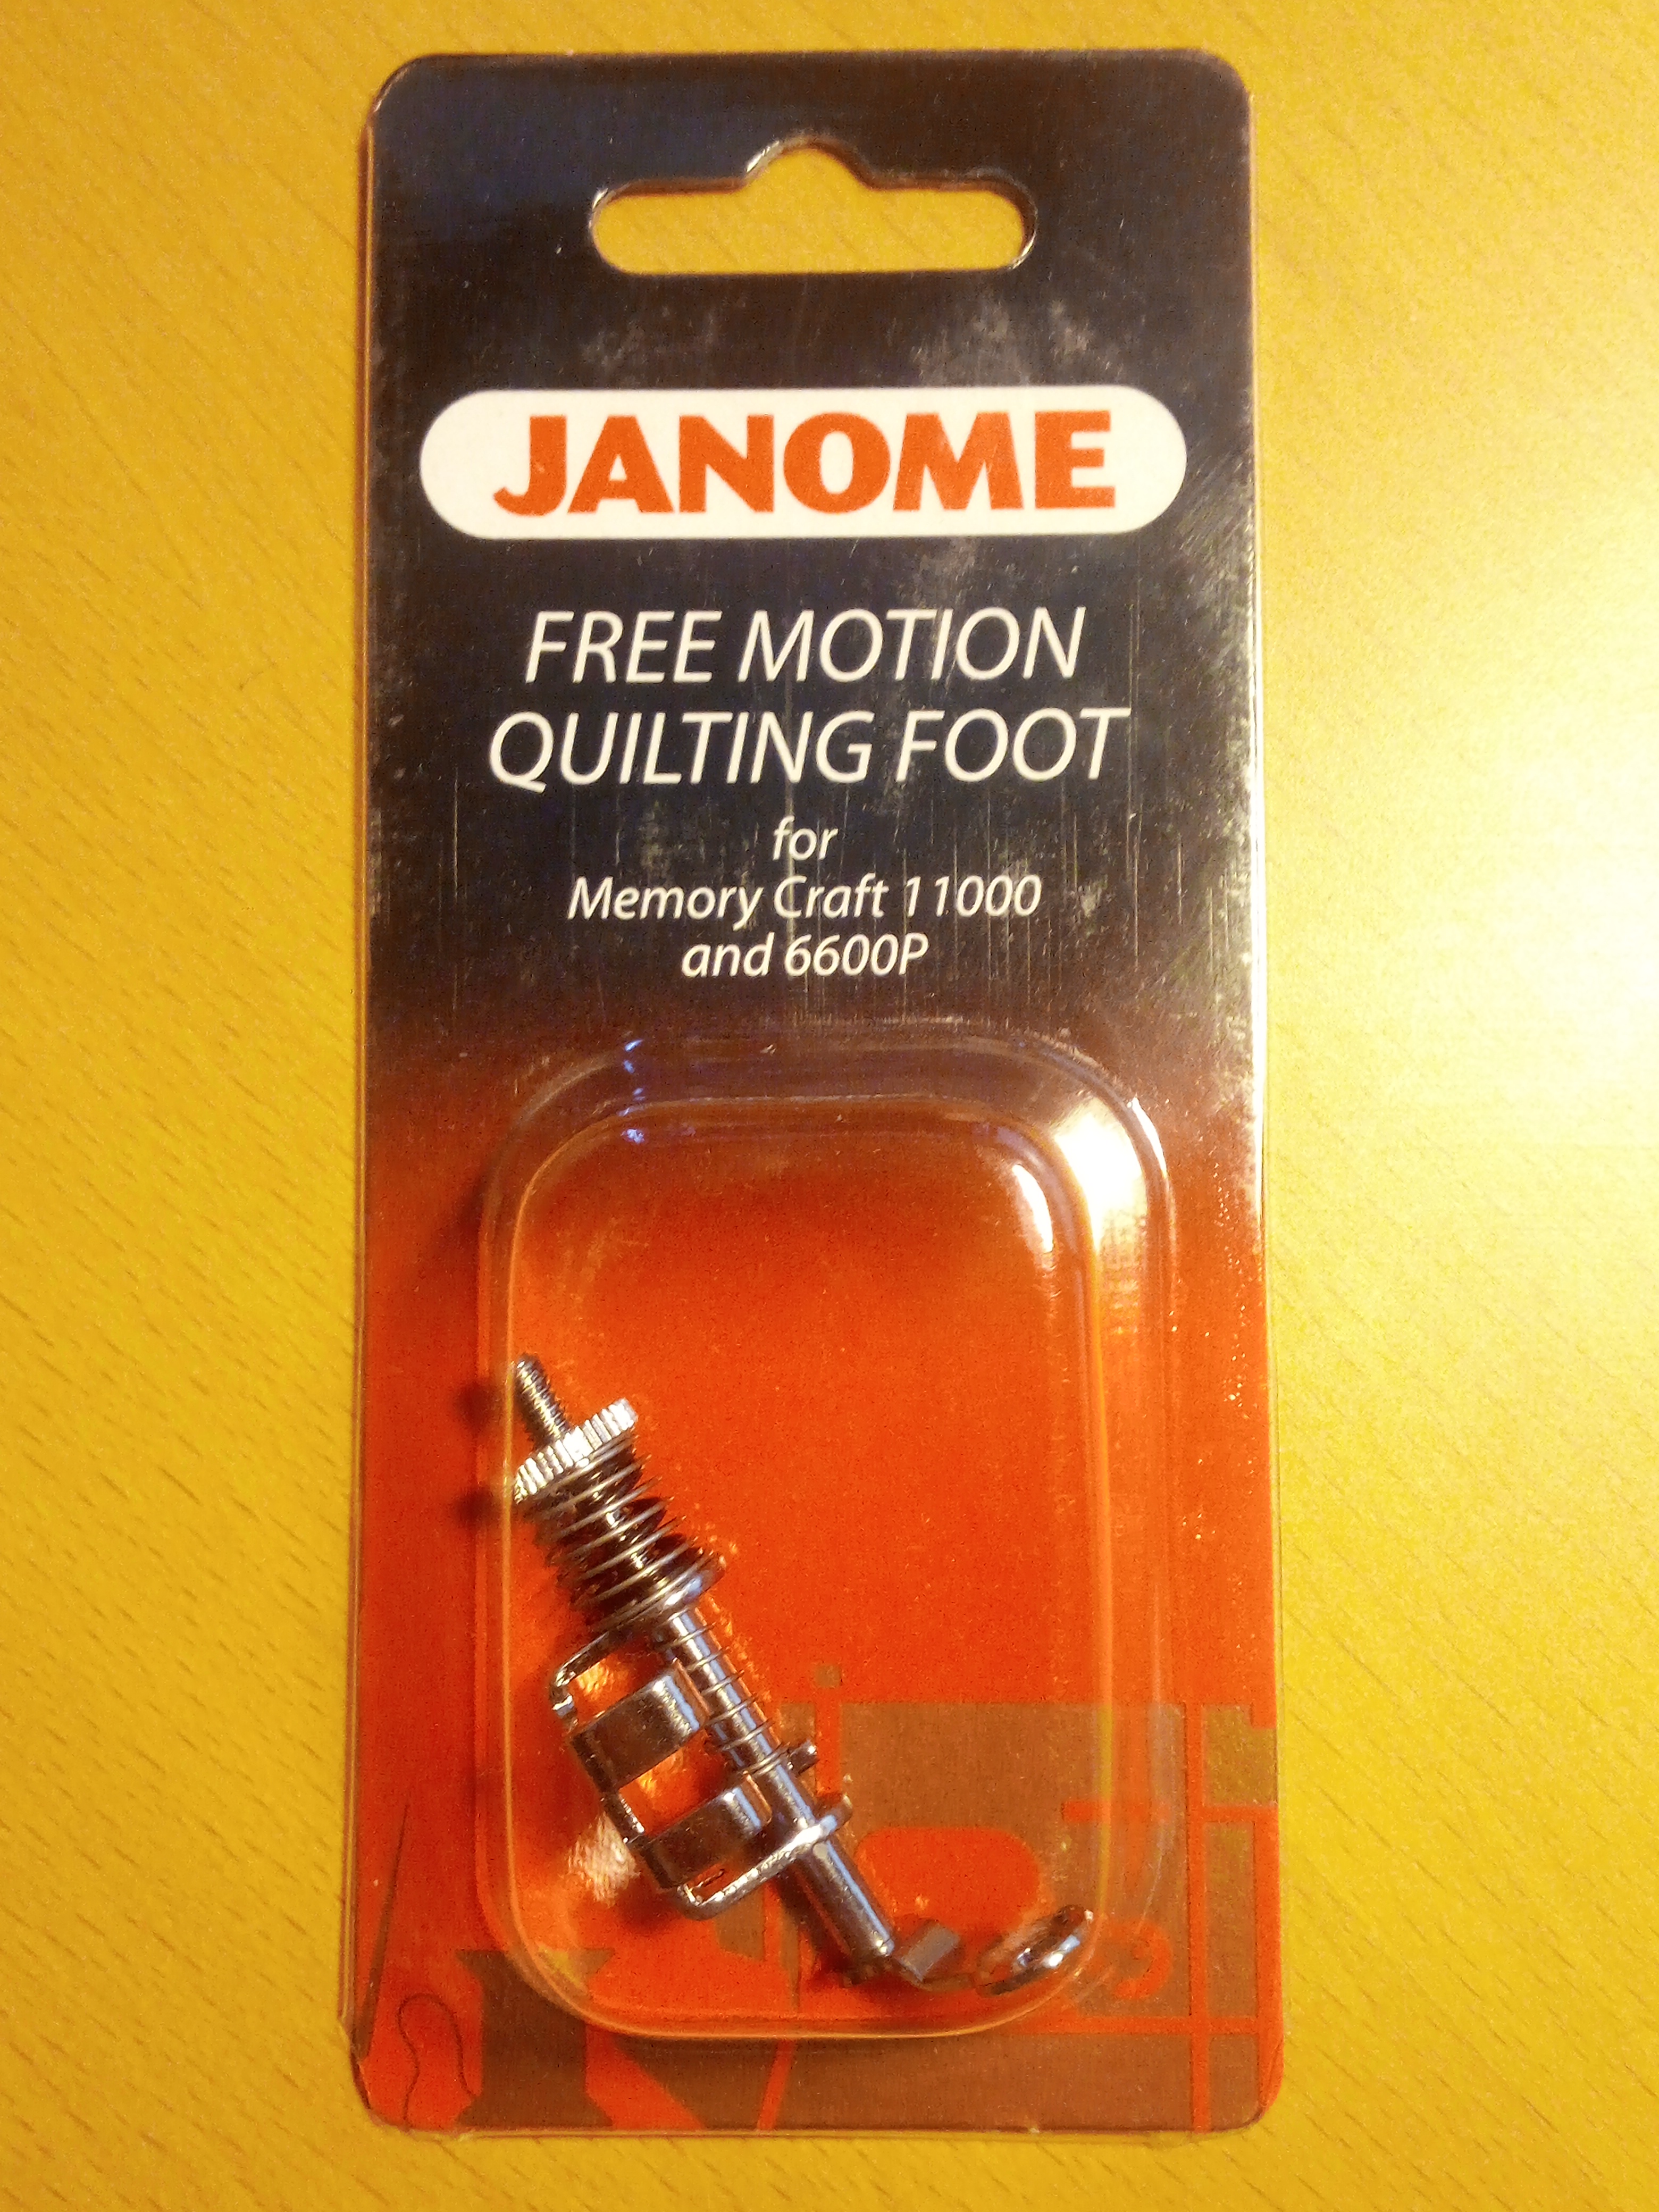 JANOME
FREE MOTION
QUILTING FOOT
for
Memory Craft 11000
and 6600P